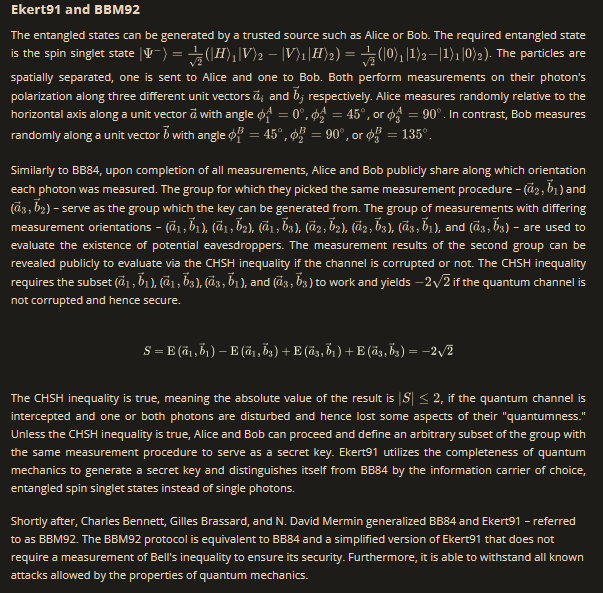 Ekert91 and BBM92
The entangled states can be generated by a trusted source such as Alice or Bob. The required entangled state
is the spin singlet state |Ψ⁻⟩ = 1/√2(|H⟩₁|V⟩₂ − |V⟩₁|H⟩₂) = 1/√2(|0⟩₁|1⟩₂−|1⟩₁|0⟩₂). The particles are
spatially separated, one is sent to Alice and one to Bob. Both perform measurements on their photon's
polarization along three different unit vectors a⃗ᵢ and b⃗ⱼ respectively. Alice measures randomly relative to the
horizontal axis along a unit vector a⃗ with angle ϕ₁ᴬ = 0°, ϕ₂ᴬ = 45°, or ϕ₃ᴬ = 90°. In contrast, Bob measures
randomly along a unit vector b⃗ with angle ϕ₁ᴮ = 45°, ϕ₂ᴮ = 90°, or ϕ₃ᴮ = 135°.
Similarly to BB84, upon completion of all measurements, Alice and Bob publicly share along which orientation
each photon was measured. The group for which they picked the same measurement procedure – (a⃗₂, b⃗₁) and
(a⃗₃, b⃗₂) – serve as the group which the key can be generated from. The group of measurements with differing
measurement orientations – (a⃗₁, b⃗₁), (a⃗₁, b⃗₂), (a⃗₁, b⃗₃), (a⃗₂, b⃗₂), (a⃗₂, b⃗₃), (a⃗₃, b⃗₁), and (a⃗₃, b⃗₃) – are used to
evaluate the existence of potential eavesdroppers. The measurement results of the second group can be
revealed publicly to evaluate via the CHSH inequality if the channel is corrupted or not. The CHSH inequality
requires the subset (a⃗₁, b⃗₁), (a⃗₁, b⃗₃), (a⃗₃, b⃗₁), and (a⃗₃, b⃗₃) to work and yields −2√2 if the quantum channel is
not corrupted and hence secure.
S = E (a⃗₁, b⃗₁) − E (a⃗₁, b⃗₃) + E (a⃗₃, b⃗₁) + E (a⃗₃, b⃗₃) = −2√2
The CHSH inequality is true, meaning the absolute value of the result is |S| ≤ 2, if the quantum channel is
intercepted and one or both photons are disturbed and hence lost some aspects of their "quantumness."
Unless the CHSH inequality is true, Alice and Bob can proceed and define an arbitrary subset of the group with
the same measurement procedure to serve as a secret key. Ekert91 utilizes the completeness of quantum
mechanics to generate a secret key and distinguishes itself from BB84 by the information carrier of choice,
entangled spin singlet states instead of single photons.
Shortly after, Charles Bennett, Gilles Brassard, and N. David Mermin generalized BB84 and Ekert91 – referred
to as BBM92. The BBM92 protocol is equivalent to BB84 and a simplified version of Ekert91 that does not
require a measurement of Bell's inequality to ensure its security. Furthermore, it is able to withstand all known
attacks allowed by the properties of quantum mechanics.